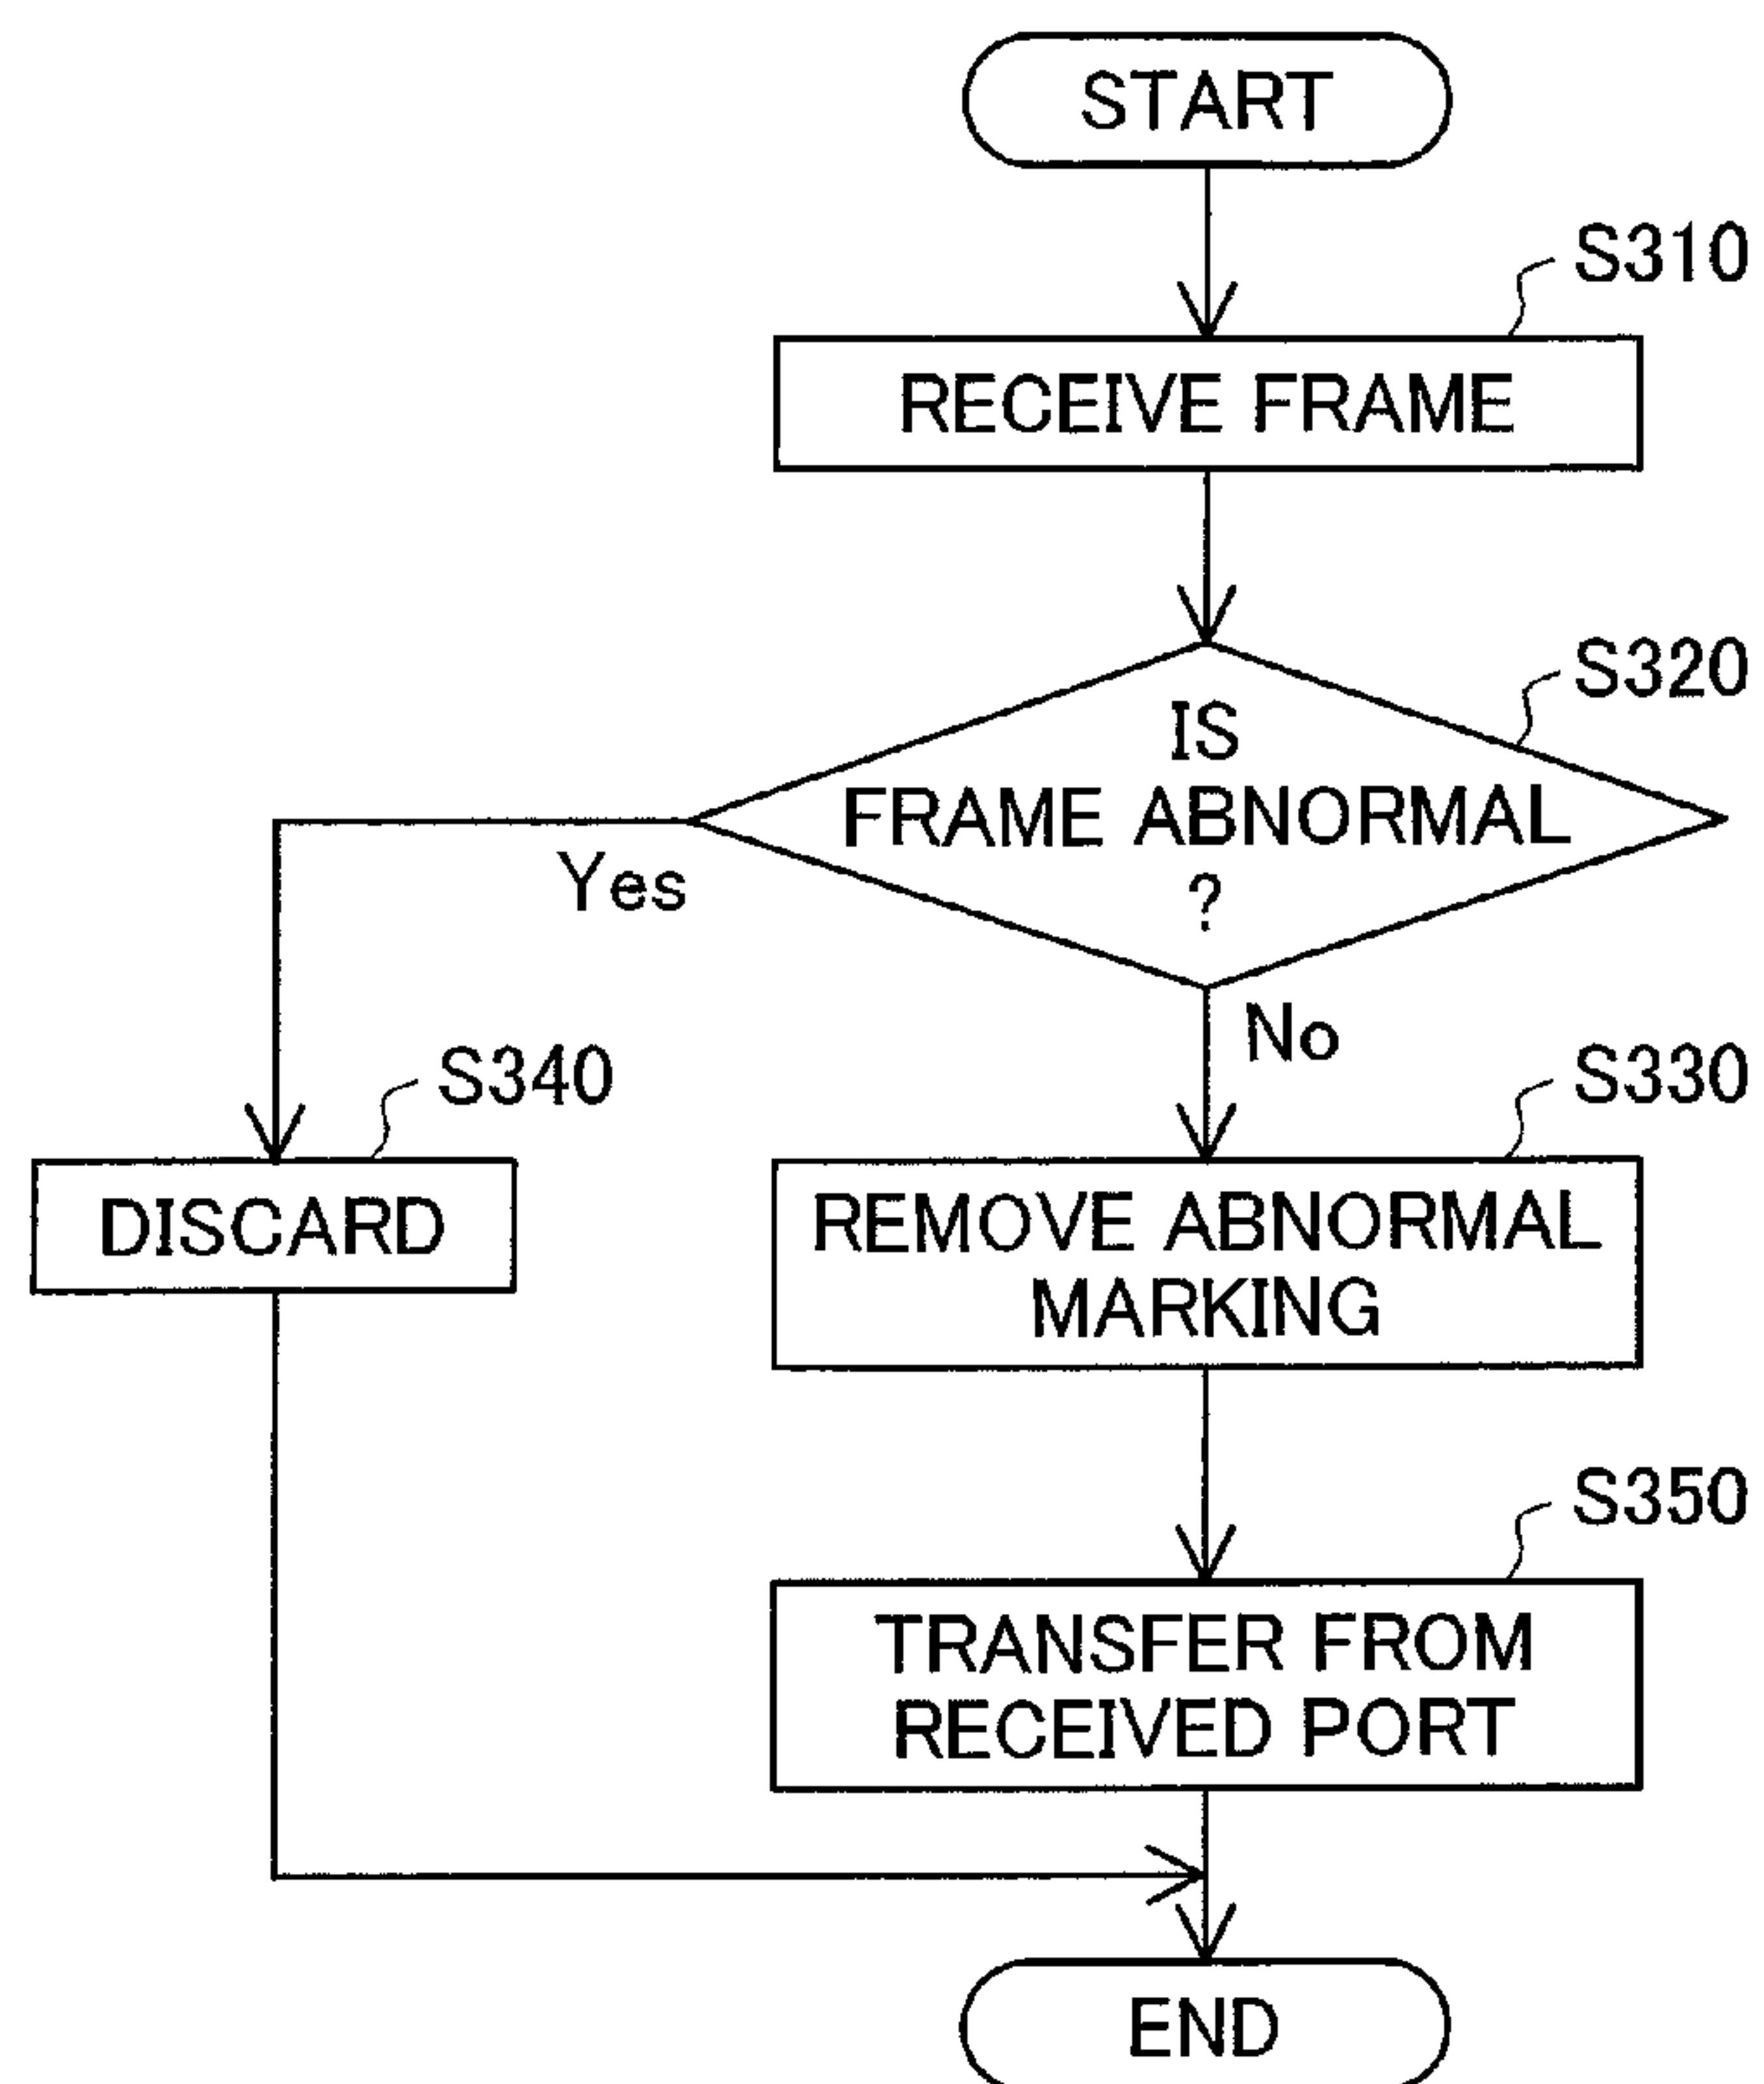 START
S310
RECEIVE FRAME
S320
IS
FRAME ABNORMAL
?
Yes
No
S340
S330
DISCARD
REMOVE ABNORMAL
MARKING
S350
TRANSFER FROM
RECEIVED PORT
END